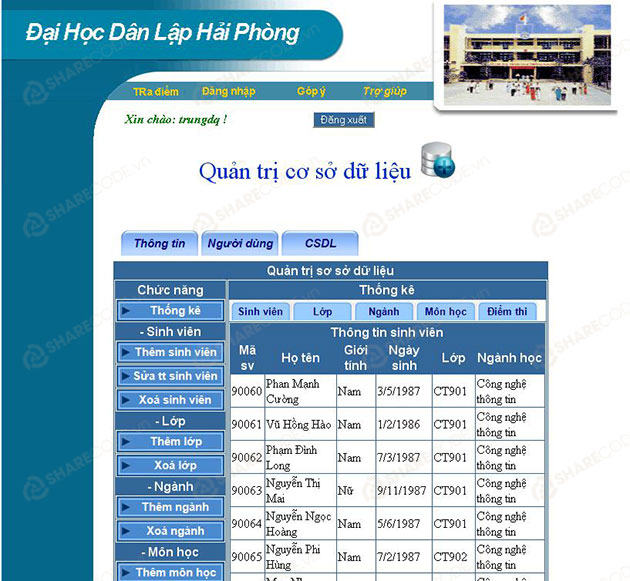 Đại Học Dân Lập Hải Phòng
TRa điểm Đăng nhập Góp ý Trợ giúp
Xin chào: trungdq !
Đăng xuất
Quản trị cơ sở dữ liệu
Thông tin Người dùng CSDL
Quản trị sơ sở dữ liệu
Chức năng
Thống kê
- Sinh viên
Thêm sinh viên
Sửa tt sinh viên
Xoá sinh viên
- Lớp
Thêm lớp
Xoá lớp
- Ngành
Thêm ngành
Xoá ngành
- Môn học
Thêm môn học
Thống kê
Sinh viên Lớp Ngành Môn học Điểm thi
Thông tin sinh viên
Mã sv Họ tên Giới tính Ngày sinh Lớp Ngành học
90060 Phan Mạnh Cường Nam 3/5/1987 CT901 Công nghệ thông tin
90061 Vũ Hồng Hào Nam 1/2/1986 CT901 Công nghệ thông tin
90062 Phạm Đình Long Nam 7/3/1987 CT901 Công nghệ thông tin
90063 Nguyễn Thị Mai Nữ 9/11/1987 CT901 Công nghệ thông tin
90064 Nguyễn Ngọc Hoàng Nam 5/6/1987 CT901 Công nghệ thông tin
90065 Nguyễn Phi Hùng Nam 7/2/1987 CT902 Công nghệ thông tin
SHARECODE.vn